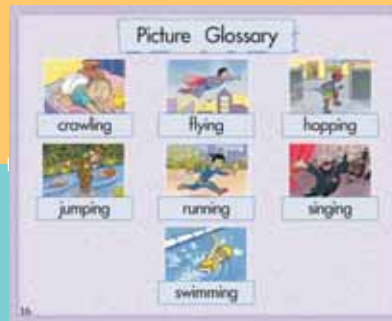 Picture Glossary
crawling
flying
hopping
jumping
running
singing
swimming
16